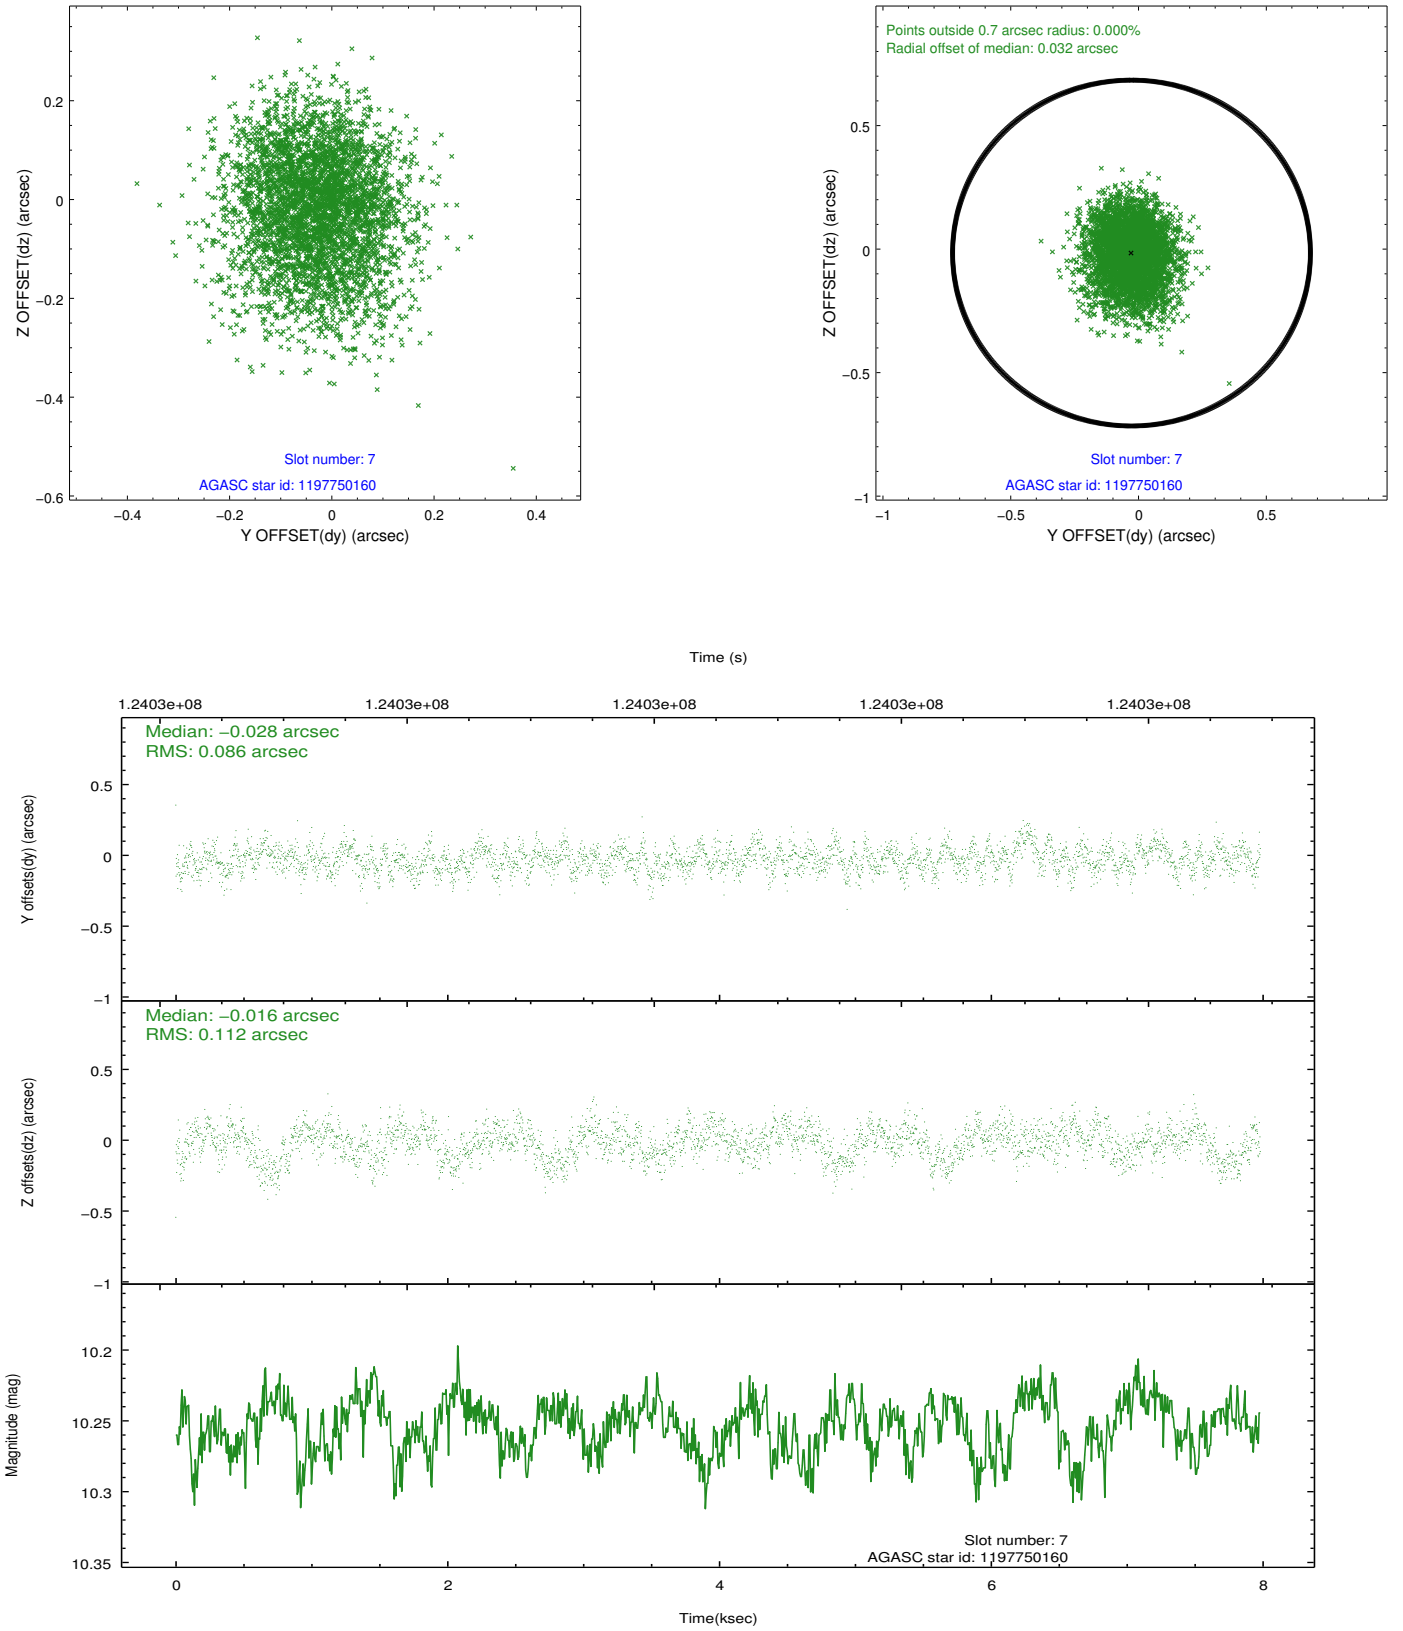 0.2
0
−0.2
−0.4
−0.6
Z OFFSET(dz) (arcsec)
Slot number: 7
AGASC star id: 1197750160
−0.4
−0.2
0
0.2
0.4
Y OFFSET(dy) (arcsec)
Points outside 0.7 arcsec radius: 0.000%
Radial offset of median: 0.032 arcsec
0.5
0
−0.5
−1
Z OFFSET(dz) (arcsec)
Slot number: 7
AGASC star id: 1197750160
−1
−0.5
0
0.5
Y OFFSET(dy) (arcsec)
Time (s)
1.2403e+08
1.2403e+08
1.2403e+08
1.2403e+08
1.2403e+08
Median: −0.028 arcsec
RMS: 0.086 arcsec
0.5
0
−0.5
−1
Y offsets(dy) (arcsec)
Median: −0.016 arcsec
RMS: 0.112 arcsec
0.5
0
−0.5
−1
Z offsets(dz) (arcsec)
10.2
10.25
10.3
10.35
Magnitude (mag)
Slot number: 7
AGASC star id: 1197750160
0
2
4
6
8
Time(ksec)